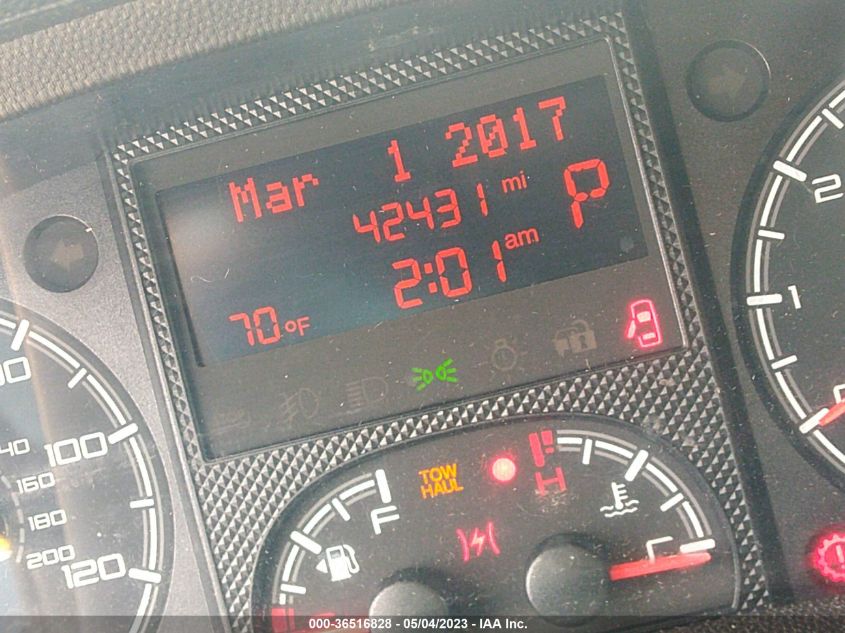 Mar 1 2017
42431 mi P
2:01 am
70°F
2
1
100
120
160
180
200
F
TOW
HAUL
H
C
000-36516828 - 05/04/2023 - IAA Inc.